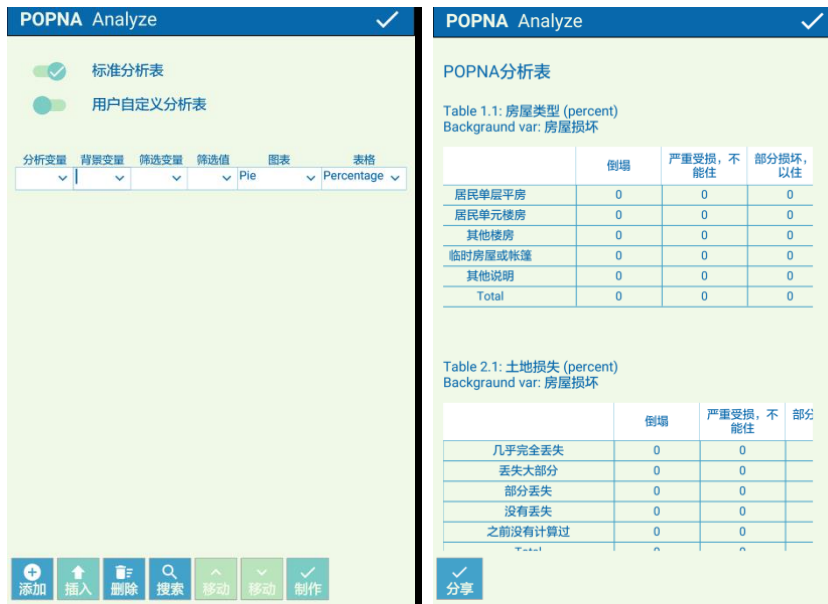 POPNA Analyze
标准分析表
用户自定义分析表
分析变量 背景变量 筛选变量 筛选值 图表 表格
Pie Percentage
添加 插入 删除 搜索 移动 移动 制作
POPNA Analyze
POPNA分析表
Table 1.1: 房屋类型 (percent)
Backgraund var: 房屋损坏
倒塌 严重受损，不能住 部分损坏，以住
居民单层平房 0 0 0
居民单元楼房 0 0 0
其他楼房 0 0 0
临时房屋或帐篷 0 0 0
其他说明 0 0 0
Total 0 0 0
Table 2.1: 土地损失 (percent)
Backgraund var: 房屋损坏
倒塌 严重受损，不能住 部分
几乎完全丢失 0 0
丢失大部分 0 0
部分丢失 0 0
没有丢失 0 0
之前没有计算过 0 0
Total 0 0
分享